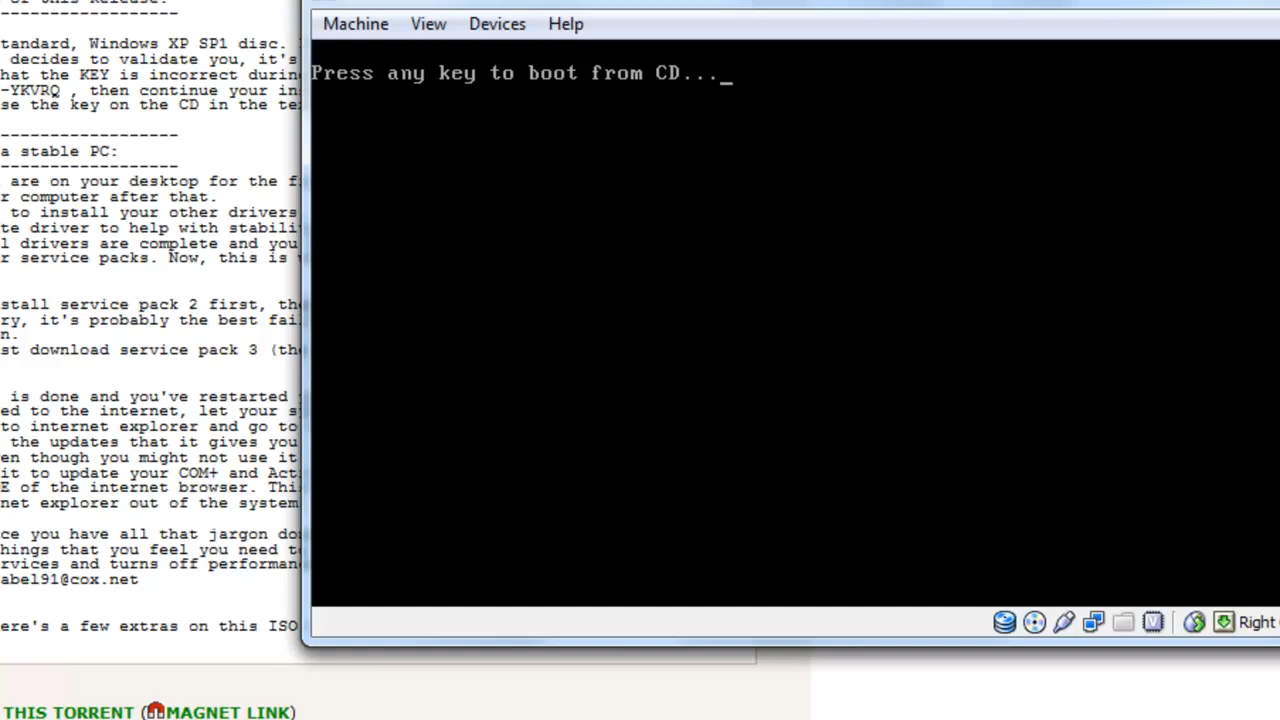 of this Release:
------------------
Machine View Devices Help
tandard, Windows XP SP1 disc.
decides to validate you, it's
hat the KEY is incorrect durin
-YKVRQ , then continue your in
se the key on the CD in the te
Press any key to boot from CD..._
------------------
a stable PC:
------------------
are on your desktop for the f
r computer after that.
to install your other drivers
te driver to help with stabili
l drivers are complete and you
r service packs. Now, this is
stall service pack 2 first, the
ry, it's probably the best fai
n.
st download service pack 3 (the
is done and you've restarted
ed to the internet, let your s
to internet explorer and go to
the updates that it gives you
en though you might not use it
it to update your COM+ and Act
E of the internet browser. Thi
net explorer out of the system
ce you have all that jargon do
hings that you feel you need to
rvices and turns off performan
abel91@cox.net
ere's a few extras on this ISO
Right
THIS TORRENT (MAGNET LINK)